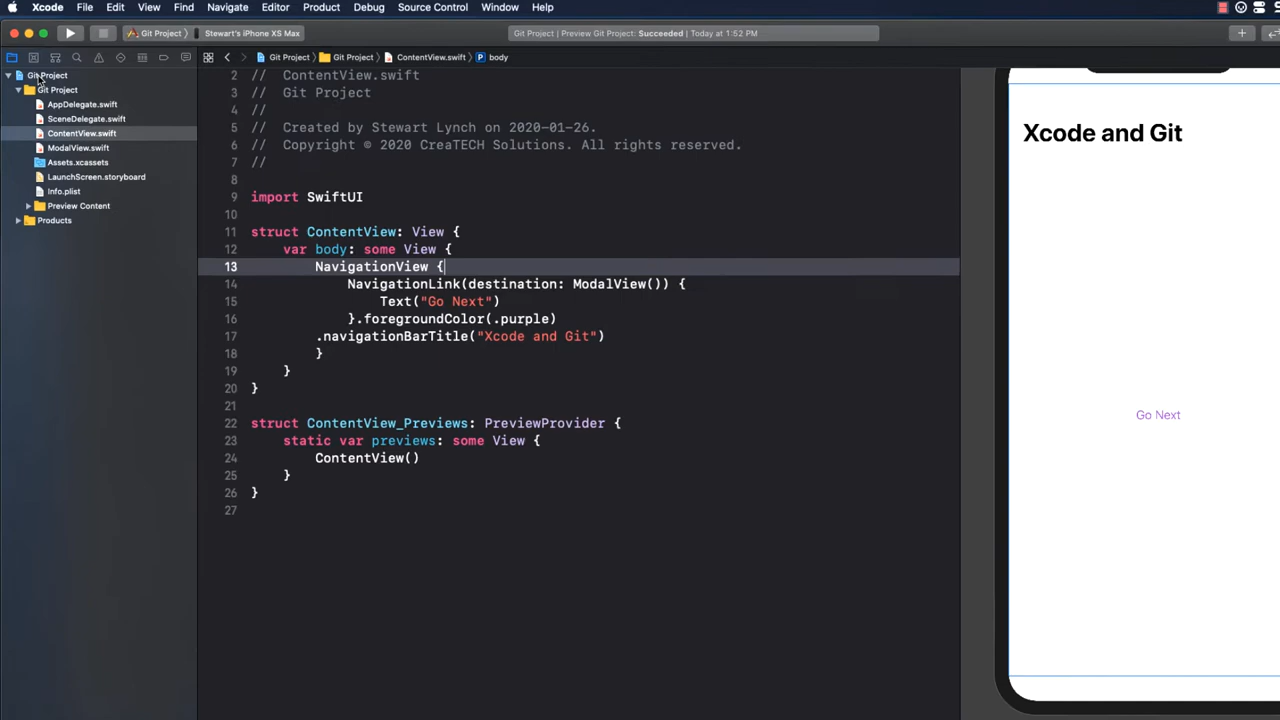 Xcode File Edit View Find Navigate Editor Product Debug Source Control Window Help
Git Project Stewart's iPhone XS Max Git Project | Preview Git Project: Succeeded | Today at 1:52 PM
Git Project Git Project ContentView.swift body
Git Project
Git Project
AppDelegate.swift
SceneDelegate.swift
ContentView.swift
ModalView.swift
Assets.xcassets
LaunchScreen.storyboard
Info.plist
Preview Content
Products
2 // ContentView.swift
3 // Git Project
4 //
5 // Created by Stewart Lynch on 2020-01-26.
6 // Copyright © 2020 CreaTECH Solutions. All rights reserved.
7 //
8
9 import SwiftUI
10
11 struct ContentView: View {
12 var body: some View {
13 NavigationView {
14 NavigationLink(destination: ModalView()) {
15 Text("Go Next")
16 }.foregroundColor(.purple)
17 .navigationBarTitle("Xcode and Git")
18 }
19 }
20 }
21
22 struct ContentView_Previews: PreviewProvider {
23 static var previews: some View {
24 ContentView()
25 }
26 }
27
Xcode and Git
Go Next